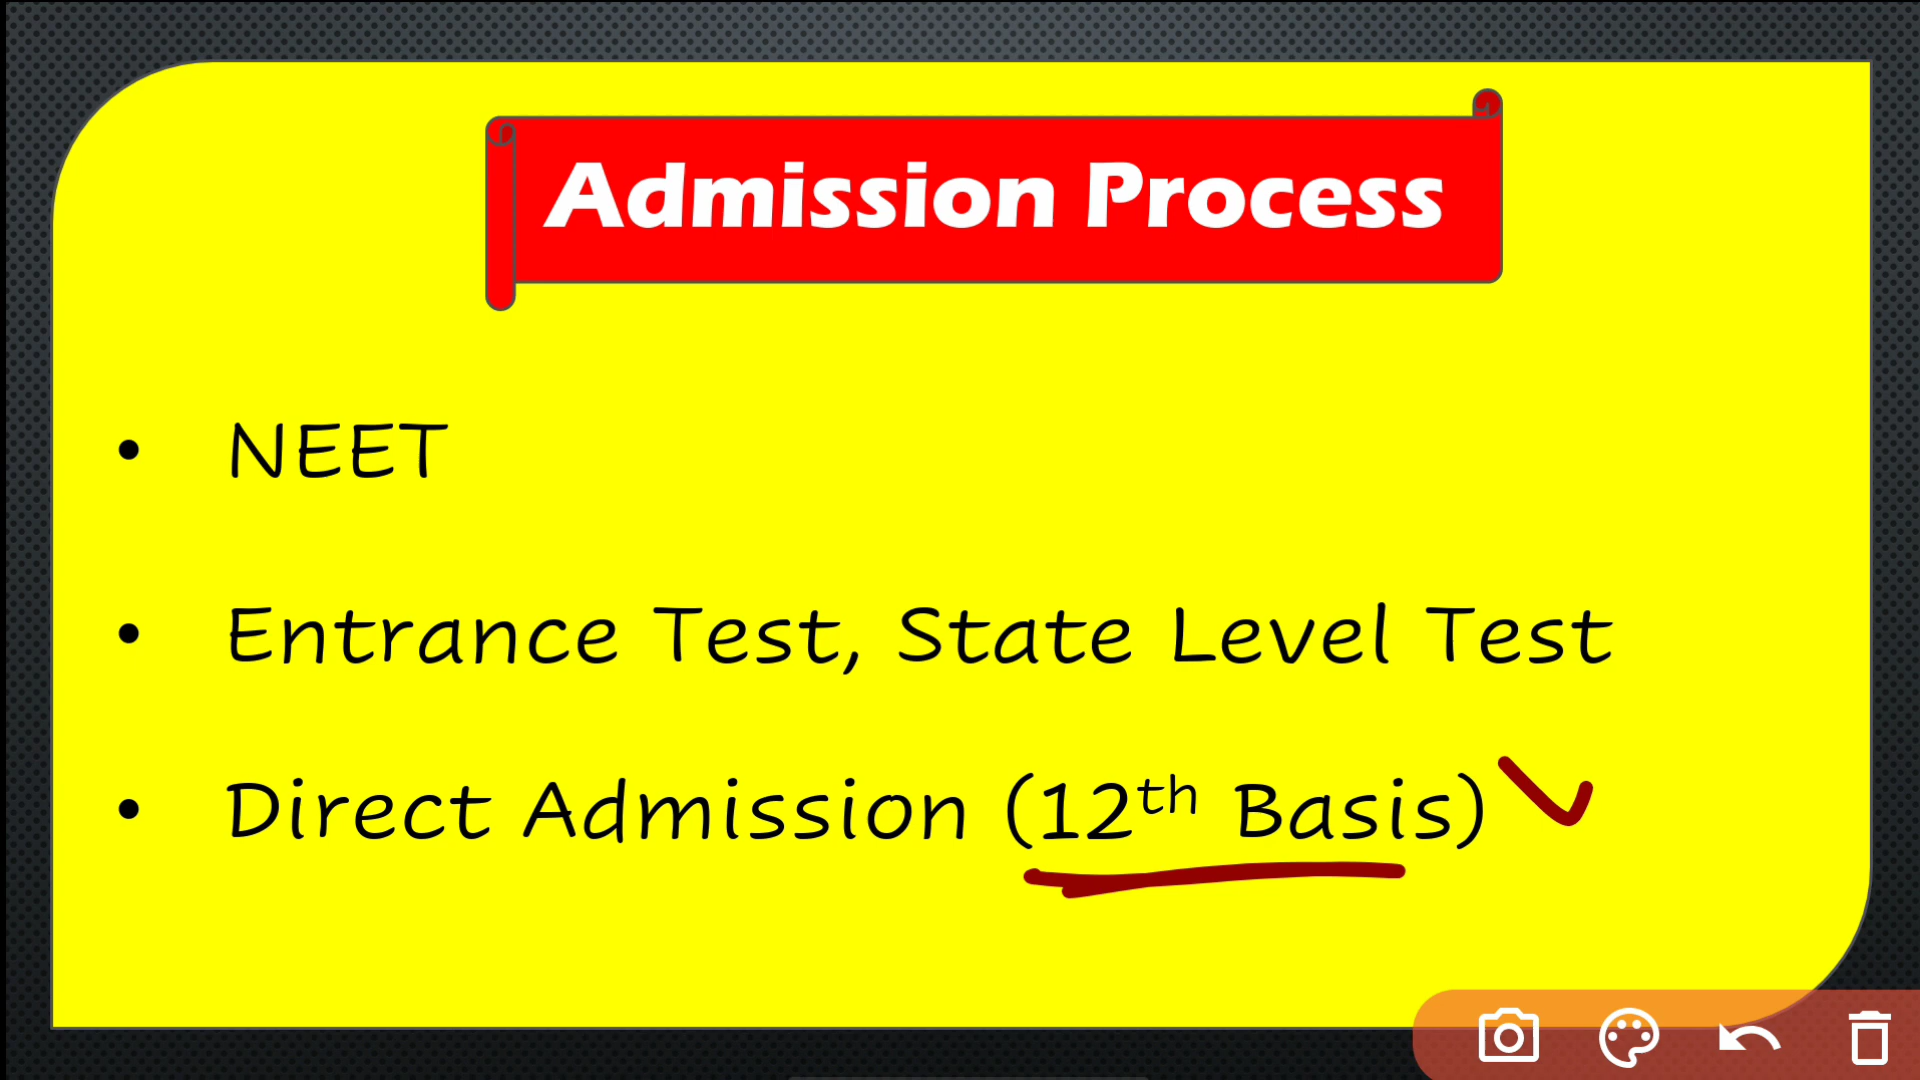 Admission Process
• NEET
• Entrance Test, State Level Test
• Direct Admission (12th Basis)